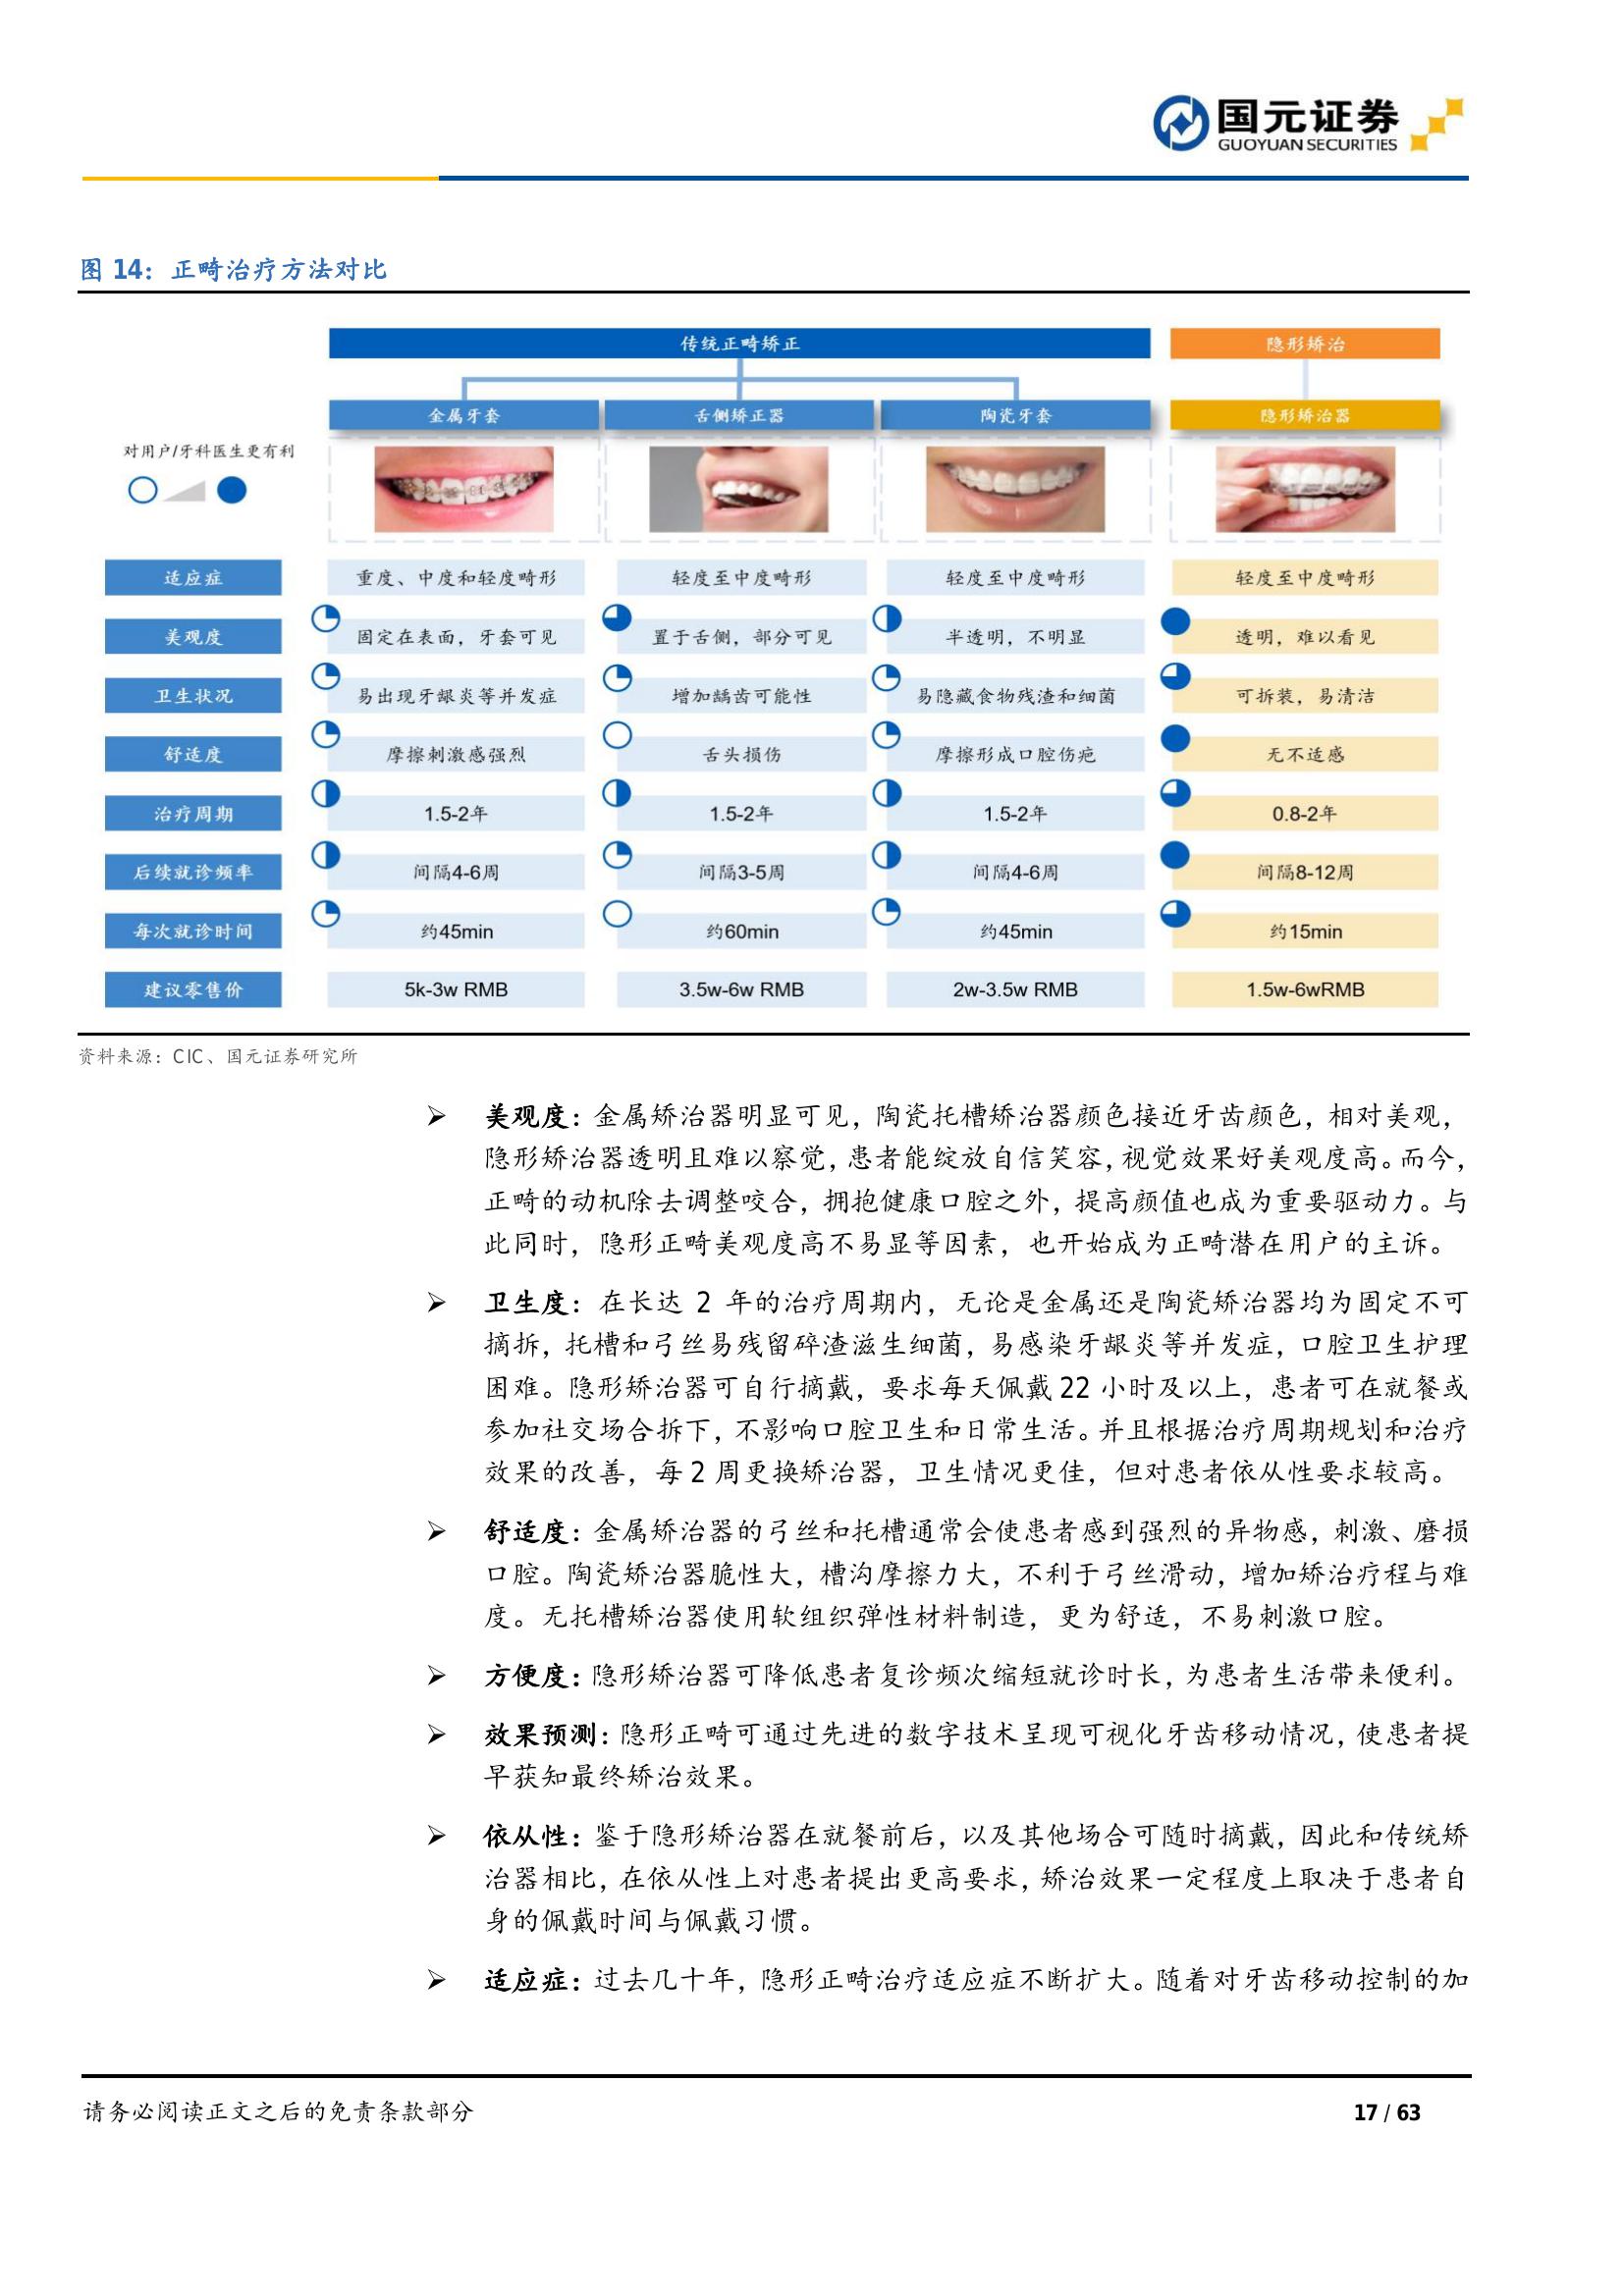 国元证券
GUOYUAN SECURITIES
图 14：正畸治疗方法对比
传统正畸矫正 隐形矫治
金属牙套 舌侧矫正器 陶瓷牙套 隐形矫治器
对用户/牙科医生更有利
适应症 重度、中度和轻度畸形 轻度至中度畸形 轻度至中度畸形 轻度至中度畸形
美观度 固定在表面，牙套可见 置于舌侧，部分可见 半透明，不明显 透明，难以看见
卫生状况 易出现牙龈炎等并发症 增加龋齿可能性 易隐藏食物残渣和细菌 可拆装，易清洁
舒适度 摩擦刺激感强烈 舌头损伤 摩擦形成口腔伤疤 无不适感
治疗周期 1.5-2年 1.5-2年 1.5-2年 0.8-2年
后续就诊频率 间隔4-6周 间隔3-5周 间隔4-6周 间隔8-12周
每次就诊时间 约45min 约60min 约45min 约15min
建议零售价 5k-3w RMB 3.5w-6w RMB 2w-3.5w RMB 1.5w-6wRMB
资料来源：CIC、国元证券研究所
➢ 美观度：金属矫治器明显可见，陶瓷托槽矫治器颜色接近牙齿颜色，相对美观，
隐形矫治器透明且难以察觉，患者能绽放自信笑容，视觉效果好美观度高。而今，
正畸的动机除去调整咬合，拥抱健康口腔之外，提高颜值也成为重要驱动力。与
此同时，隐形正畸美观度高不易显等因素，也开始成为正畸潜在用户的主诉。
➢ 卫生度：在长达 2 年的治疗周期内，无论是金属还是陶瓷矫治器均为固定不可
摘拆，托槽和弓丝易残留碎渣滋生细菌，易感染牙龈炎等并发症，口腔卫生护理
困难。隐形矫治器可自行摘戴，要求每天佩戴 22 小时及以上，患者可在就餐或
参加社交场合拆下，不影响口腔卫生和日常生活。并且根据治疗周期规划和治疗
效果的改善，每 2 周更换矫治器，卫生情况更佳，但对患者依从性要求较高。
➢ 舒适度：金属矫治器的弓丝和托槽通常会使患者感到强烈的异物感，刺激、磨损
口腔。陶瓷矫治器脆性大，槽沟摩擦力大，不利于弓丝滑动，增加矫治疗程与难
度。无托槽矫治器使用软组织弹性材料制造，更为舒适，不易刺激口腔。
➢ 方便度：隐形矫治器可降低患者复诊频次缩短就诊时长，为患者生活带来便利。
➢ 效果预测：隐形正畸可通过先进的数字技术呈现可视化牙齿移动情况，使患者提
早获知最终矫治效果。
➢ 依从性：鉴于隐形矫治器在就餐前后，以及其他场合可随时摘戴，因此和传统矫
治器相比，在依从性上对患者提出更高要求，矫治效果一定程度上取决于患者自
身的佩戴时间与佩戴习惯。
➢ 适应症：过去几十年，隐形正畸治疗适应症不断扩大。随着对牙齿移动控制的加
请务必阅读正文之后的免责条款部分 17 / 63